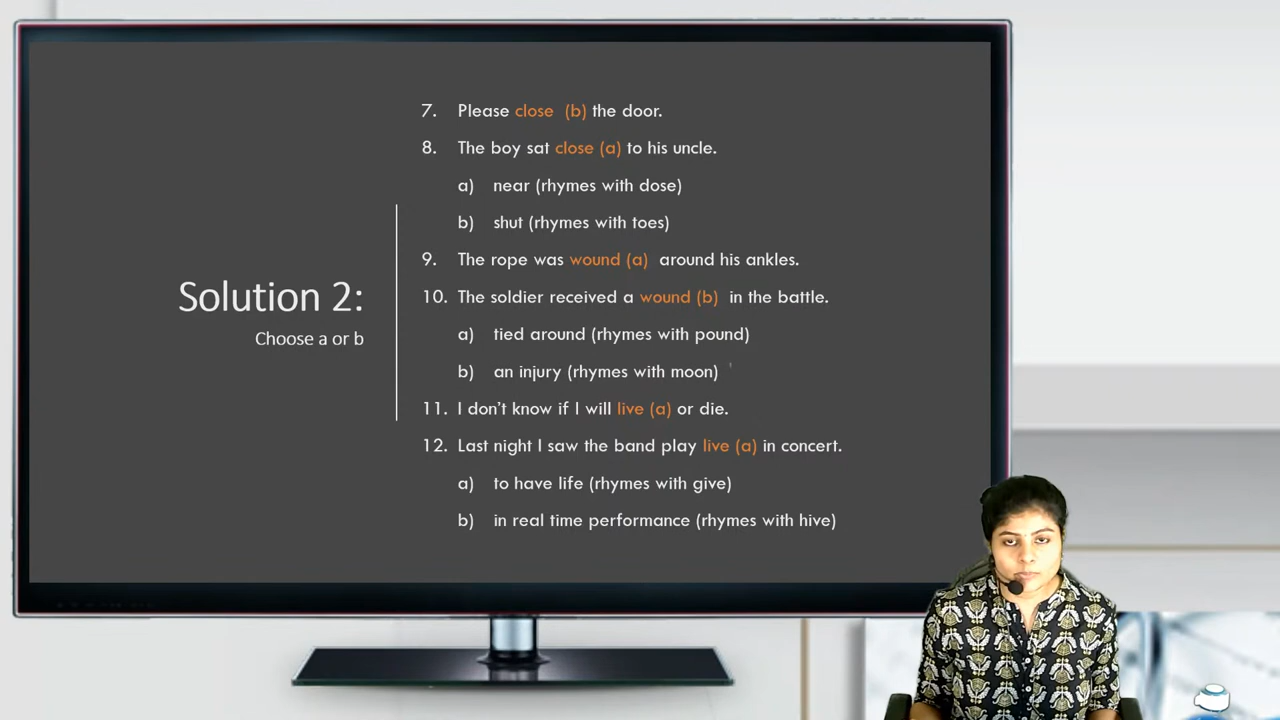 Solution 2:
Choose a or b
7. Please close (b) the door.
8. The boy sat close (a) to his uncle.
a) near (rhymes with dose)
b) shut (rhymes with toes)
9. The rope was wound (a) around his ankles.
10. The soldier received a wound (b) in the battle.
a) tied around (rhymes with pound)
b) an injury (rhymes with moon)
11. I don't know if I will live (a) or die.
12. Last night I saw the band play live (a) in concert.
a) to have life (rhymes with give)
b) in real time performance (rhymes with hive)